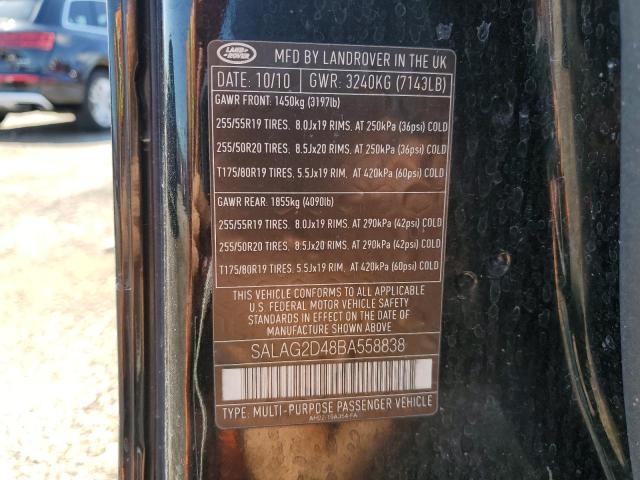 LAND ROVER
MFD BY LANDROVER IN THE UK
DATE: 10/10 GWR: 3240KG (7143LB)
GAWR FRONT: 1450kg (3197lb)
255/55R19 TIRES. 8.0Jx19 RIMS. AT 250kPa (36psi) COLD
255/50R20 TIRES. 8.5Jx20 RIMS. AT 250kPa (36psi) COLD
T175/80R19 TIRES. 5.5Jx19 RIM. AT 420kPa (60psi) COLD
GAWR REAR: 1855kg (4090lb)
255/55R19 TIRES. 8.0Jx19 RIMS. AT 290kPa (42psi) COLD
255/50R20 TIRES. 8.5Jx20 RIMS. AT 290kPa (42psi) COLD
T175/80R19 TIRES. 5.5Jx19 RIM. AT 420kPa (60psi) COLD
THIS VEHICLE CONFORMS TO ALL APPLICABLE
U.S. FEDERAL MOTOR VEHICLE SAFETY
STANDARDS IN EFFECT ON THE DATE OF
MANUFACTURE SHOWN ABOVE
SALAG2D48BA558838
TYPE: MULTI-PURPOSE PASSENGER VEHICLE